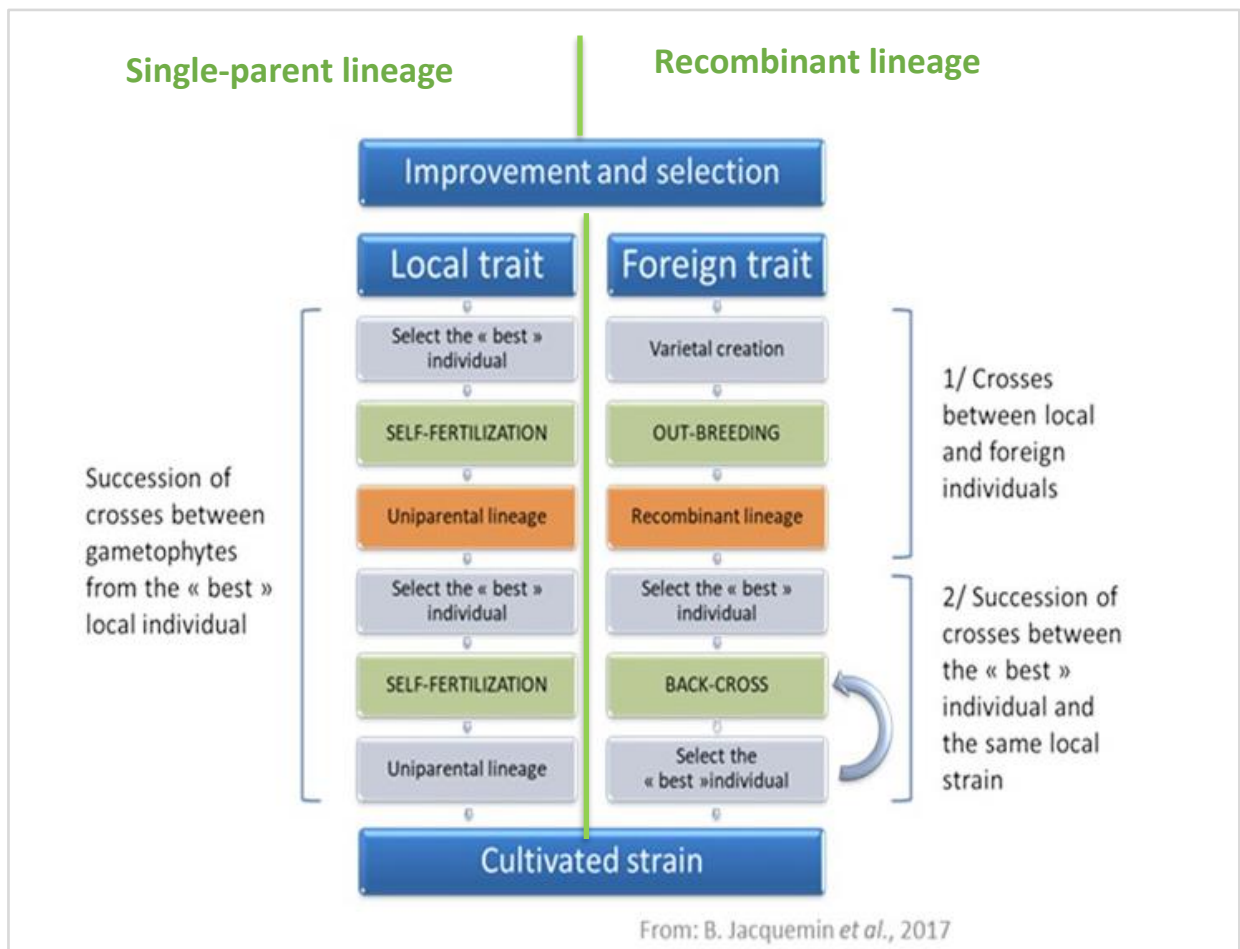 Single-parent lineage
Recombinant lineage
Improvement and selection
Local trait
Foreign trait
Select the « best »
individual
Varietal creation
SELF-FERTILIZATION
OUT-BREEDING
Uniparental lineage
Recombinant lineage
Select the « best »
individual
Select the « best »
individual
SELF-FERTILIZATION
BACK-CROSS
Uniparental lineage
Select the
« best »individual
Cultivated strain
Succession of
crosses between
gametophytes
from the « best »
local individual
1/ Crosses
between local
and foreign
individuals
2/ Succession of
crosses between
the « best »
individual and
the same local
strain
From: B. Jacquemin et al., 2017